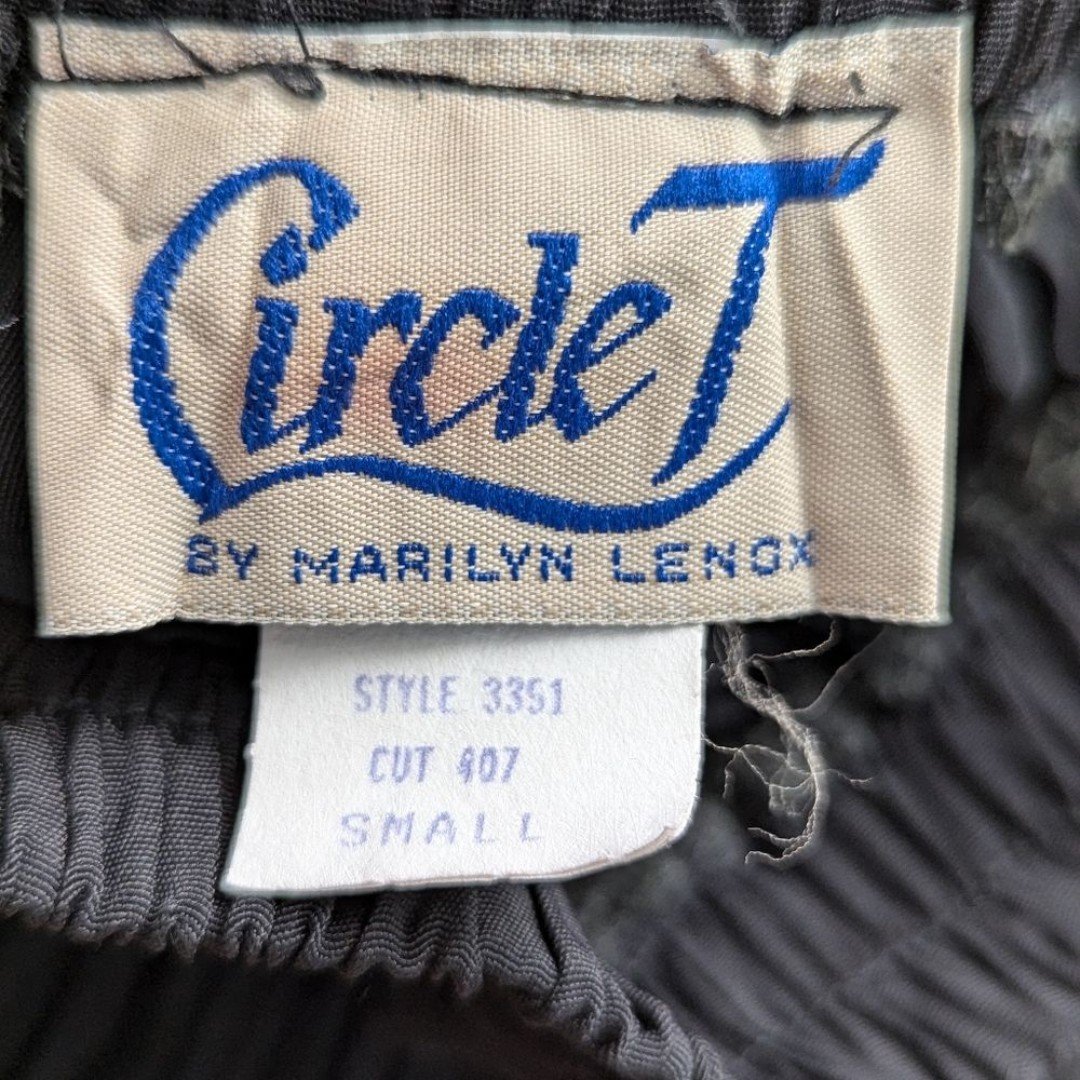 Circle T
BY MARILYN LENOX
STYLE 3351
CUT 407
SMALL